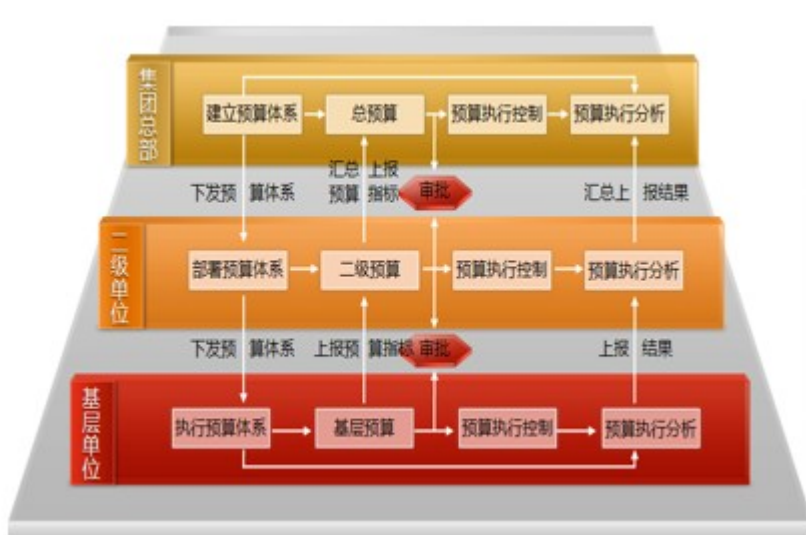 集团总部
建立预算体系
总预算
预算执行控制
预算执行分析
下发预算体系
汇总上报
预算指标
审批
汇总上报结果
二级单位
部署预算体系
二级预算
预算执行控制
预算执行分析
下发预算体系
上报预算指标
审批
上报结果
基层单位
执行预算体系
基层预算
预算执行控制
预算执行分析